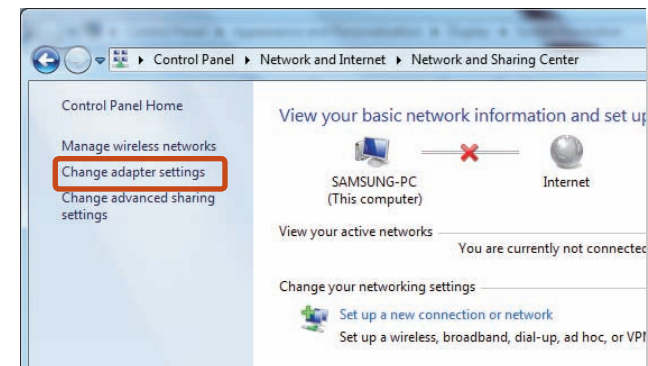 Control Panel Network and Internet Network and Sharing Center
Control Panel Home
Manage wireless networks
Change adapter settings
Change advanced sharing
settings
View your basic network information and set up
SAMSUNG-PC
(This computer)
Internet
View your active networks
You are currently not connected
Change your networking settings
Set up a new connection or network
Set up a wireless, broadband, dial-up, ad hoc, or VPN